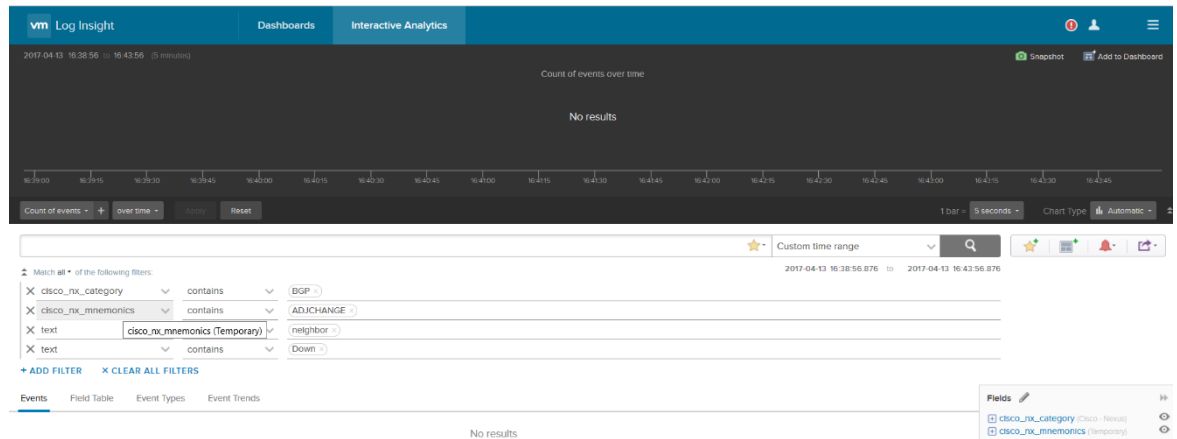 vm Log Insight Dashboards Interactive Analytics
2017-04-13 16:38:56 to 16:43:56 (5 minutes) Snapshot Add to Dashboard
Count of events over time
No results
16:39:00 16:39:15 16:39:30 16:39:45 16:40:00 16:40:15 16:40:30 16:40:45 16:41:00 16:41:15 16:41:30 16:41:45 16:42:00 16:42:15 16:42:30 16:42:45 16:43:00 16:43:15 16:43:30 16:43:45
Count of events + over time Apply Reset 1 bar = 5 seconds Chart Type Automatic
Custom time range
Match all of the following filters: 2017-04-13 16:38:56.876 to 2017-04-13 16:43:56.876
cisco_nx_category contains BGP ×
cisco_nx_mnemonics contains ADJCHANGE ×
text cisco_nx_mnemonics (Temporary) neighbor ×
text contains Down ×
+ ADD FILTER × CLEAR ALL FILTERS
Events Field Table Event Types Event Trends Fields
cisco_nx_category (Cisco - Nexus)
cisco_nx_mnemonics (Temporary)
No results